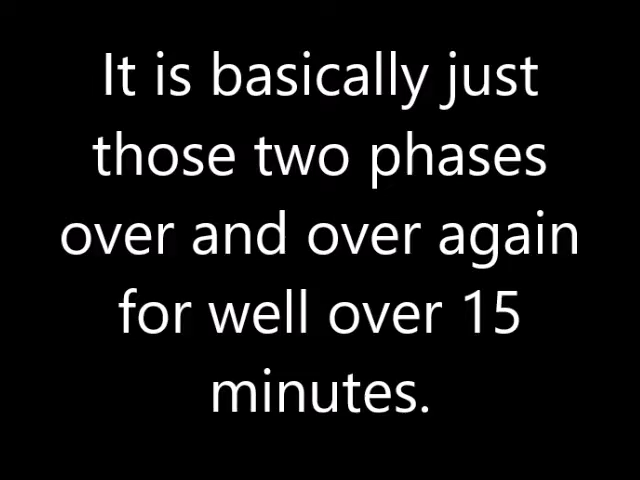 It is basically just
those two phases
over and over again
for well over 15
minutes.